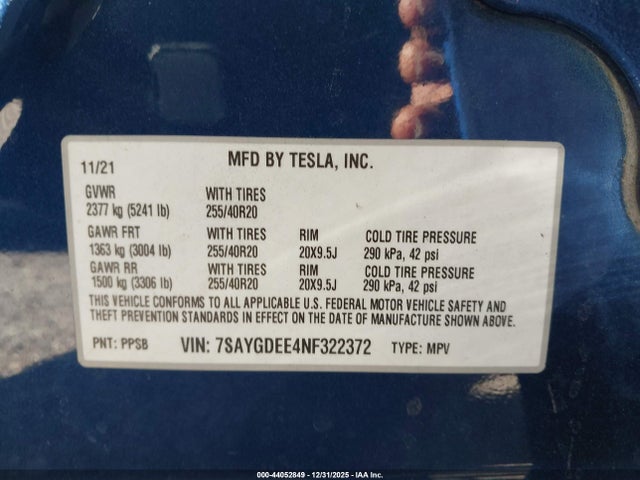 MFD BY TESLA, INC.
11/21
GVWR WITH TIRES
2377 kg (5241 lb) 255/40R20
GAWR FRT WITH TIRES RIM COLD TIRE PRESSURE
1363 kg (3004 lb) 255/40R20 20X9.5J 290 kPa, 42 psi
GAWR RR WITH TIRES RIM COLD TIRE PRESSURE
1500 kg (3306 lb) 255/40R20 20X9.5J 290 kPa, 42 psi
THIS VEHICLE CONFORMS TO ALL APPLICABLE U.S. FEDERAL MOTOR VEHICLE SAFETY AND
THEFT PREVENTION STANDARDS IN EFFECT ON THE DATE OF MANUFACTURE SHOWN ABOVE.
PNT: PPSB VIN: 7SAYGDEE4NF322372 TYPE: MPV
000-44052849 - 12/31/2025 - IAA Inc.